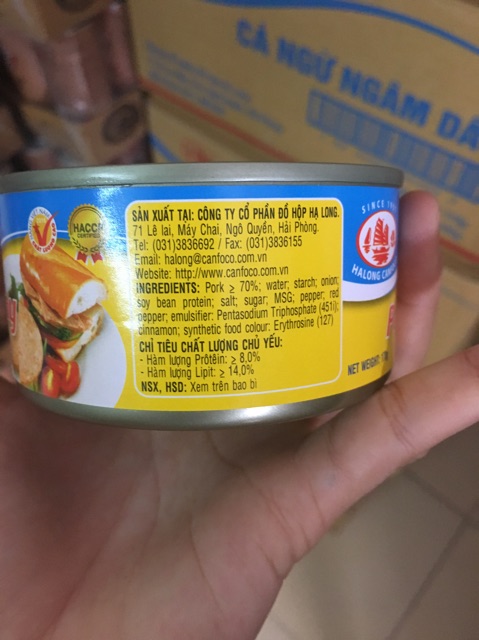 CÁ NGỪ NGÂM DẦ
HACCP
CERTIFIED
SẢN XUẤT TẠI: CÔNG TY CỔ PHẦN ĐỒ HỘP HẠ LONG.
71 Lê lai, Máy Chai, Ngô Quyền, Hải Phòng.
Tel: (031)3836692 / Fax: (031)3836155
Email: halong@canfoco.com.vn
Website: http://www.canfoco.com.vn
INGREDIENTS: Pork ≥ 70%; water; starch; onion;
soy bean protein; salt; sugar; MSG; pepper; red
pepper; emulsifier: Pentasodium Triphosphate (451i);
cinnamon; synthetic food colour: Erythrosine (127)
CHỈ TIÊU CHẤT LƯỢNG CHỦ YẾU:
- Hàm lượng Prôtêin: ≥ 8,0%
- Hàm lượng Lipit: ≥ 14,0%
NSX, HSD: Xem trên bao bì
SINCE
HALONG
NET WEIGHT: